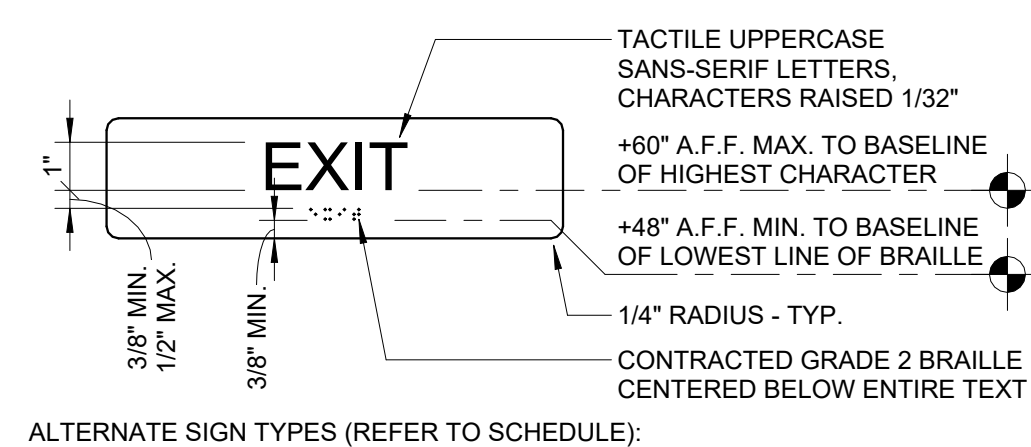 TACTILE UPPERCASE
SANS-SERIF LETTERS,
CHARACTERS RAISED 1/32"
EXIT
+60" A.F.F. MAX. TO BASELINE
OF HIGHEST CHARACTER
1"
+48" A.F.F. MIN. TO BASELINE
OF LOWEST LINE OF BRAILLE
3/8" MIN.
1/2" MAX.
3/8" MIN.
1/4" RADIUS - TYP.
CONTRACTED GRADE 2 BRAILLE
CENTERED BELOW ENTIRE TEXT
ALTERNATE SIGN TYPES (REFER TO SCHEDULE):